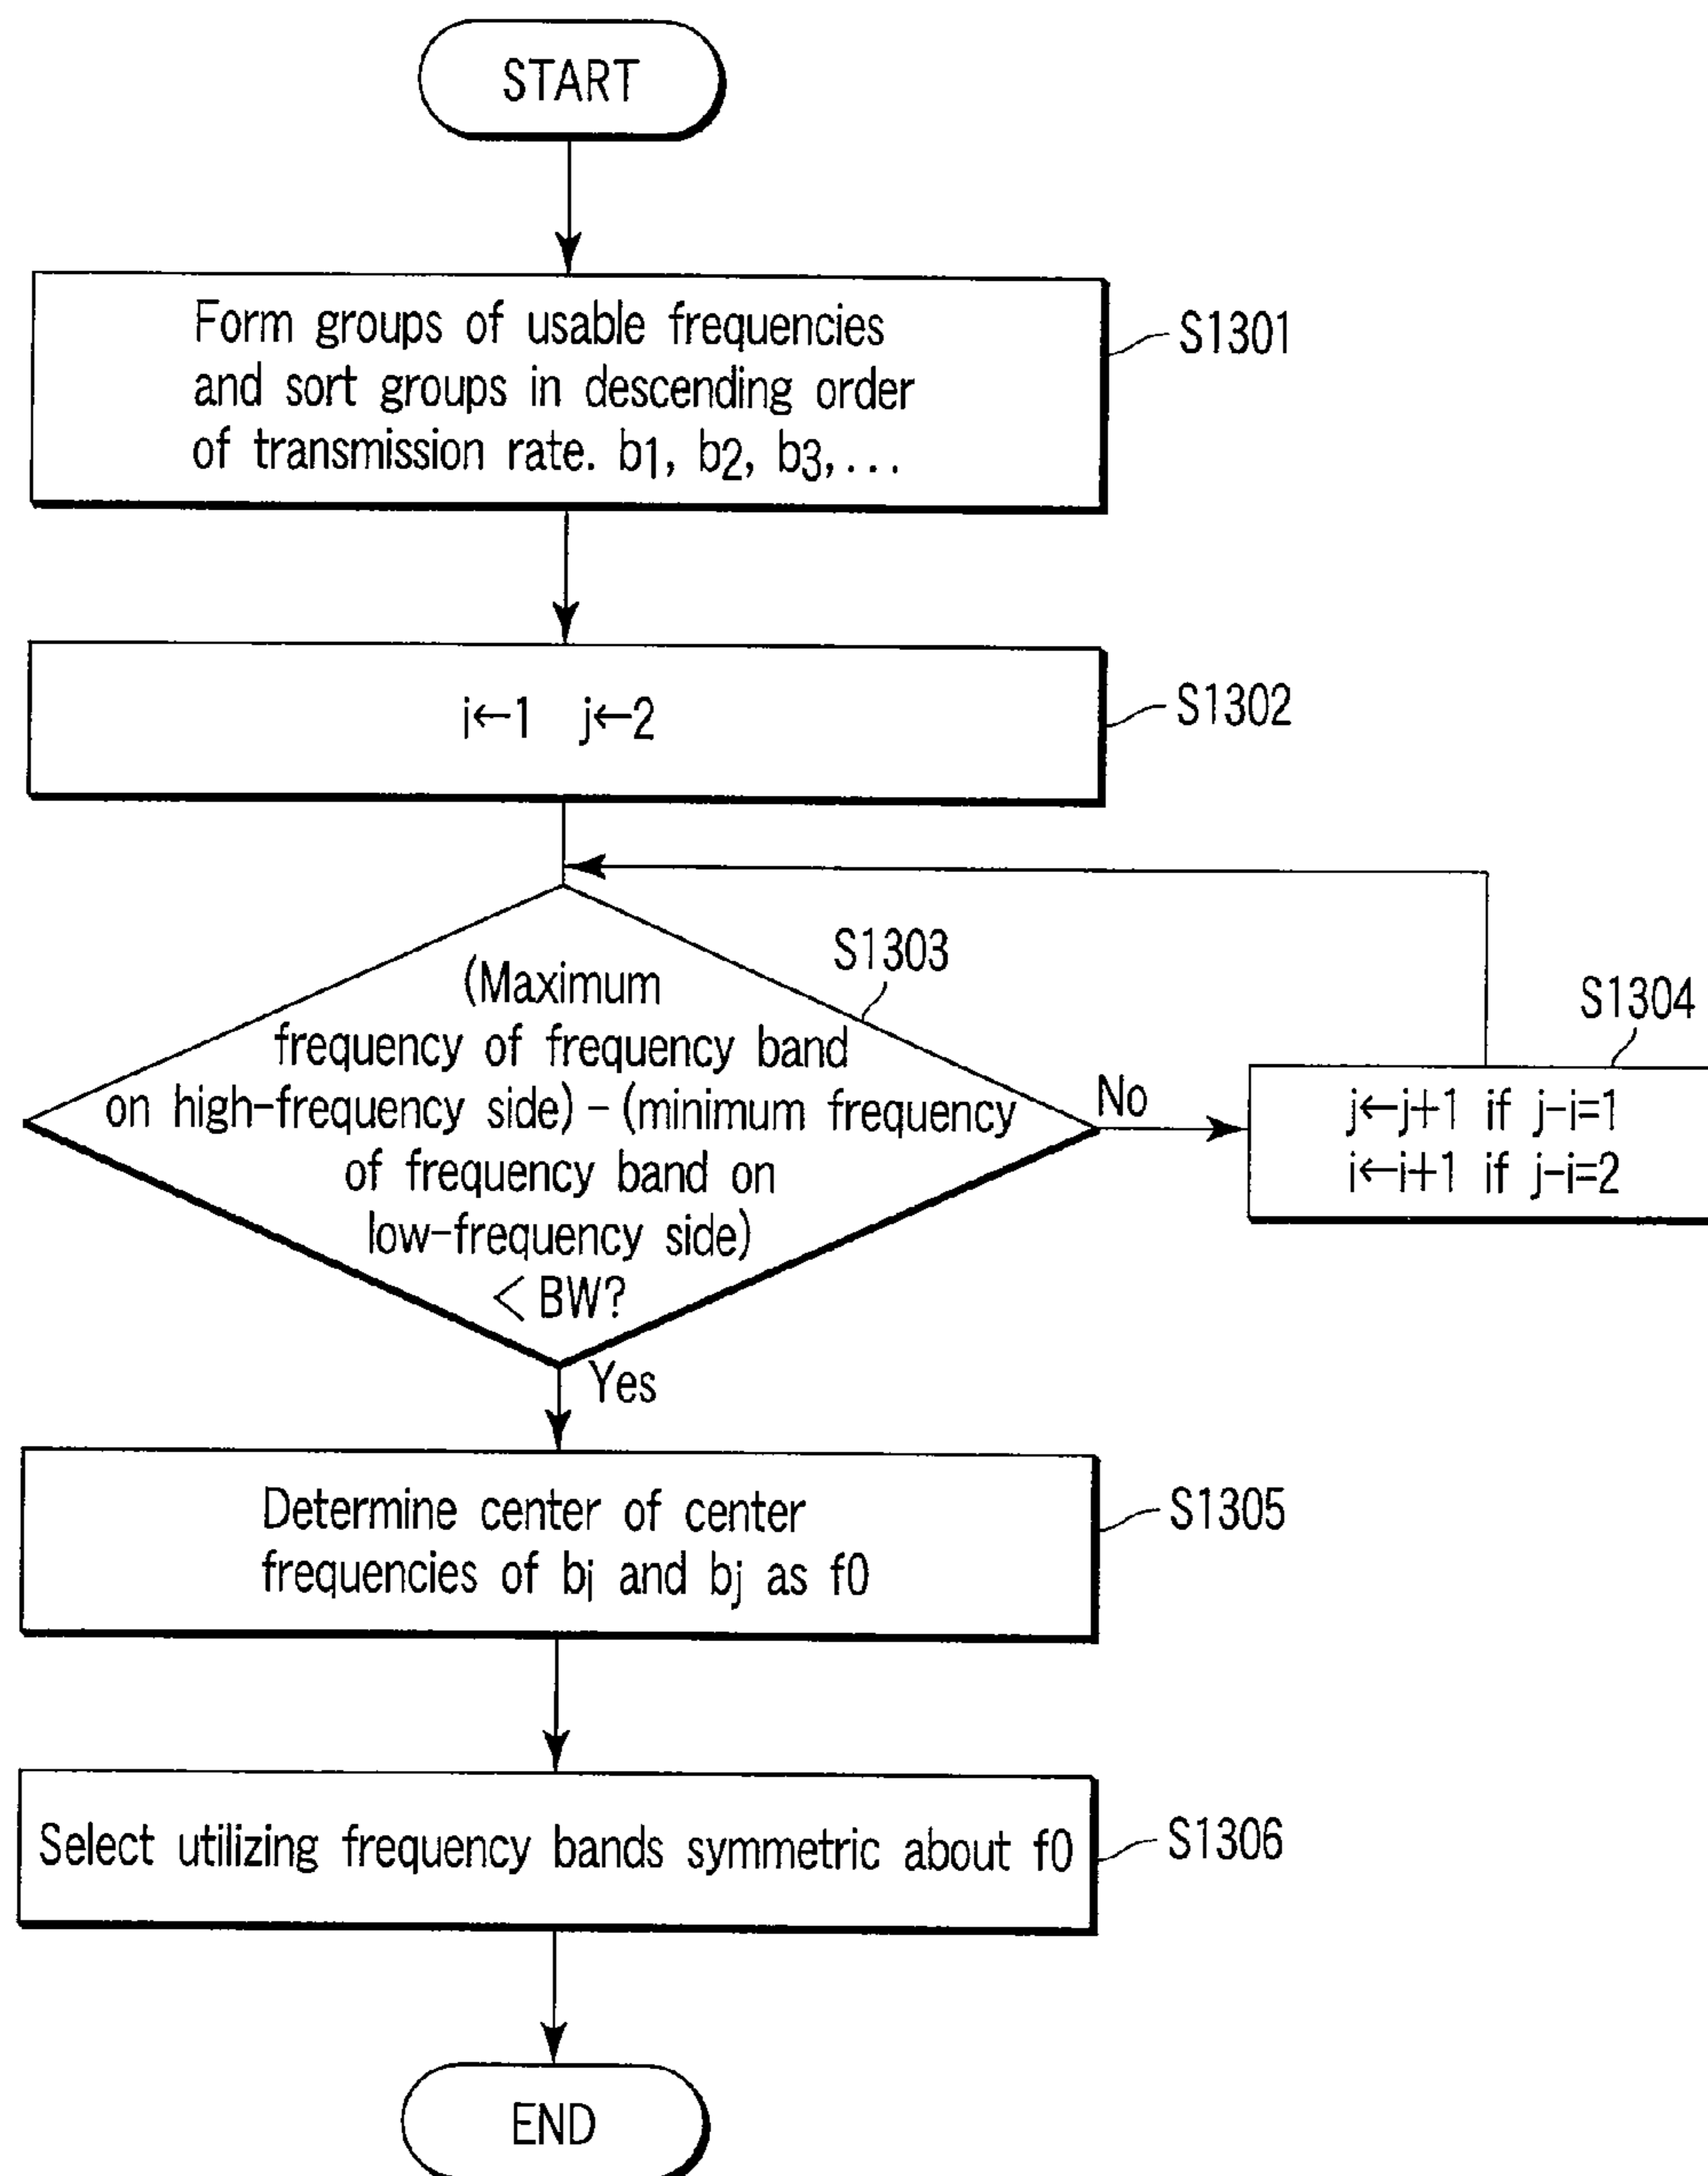 START
Form groups of usable frequencies
and sort groups in descending order
of transmission rate. b1, b2, b3,...
S1301
i←1 j←2
S1302
S1303
(Maximum
frequency of frequency band
on high-frequency side) - (minimum frequency
of frequency band on
low-frequency side)
< BW?
No
S1304
j←j+1 if j-i=1
i←i+1 if j-i=2
Yes
Determine center of center
frequencies of bi and bj as f0
S1305
Select utilizing frequency bands symmetric about f0
S1306
END